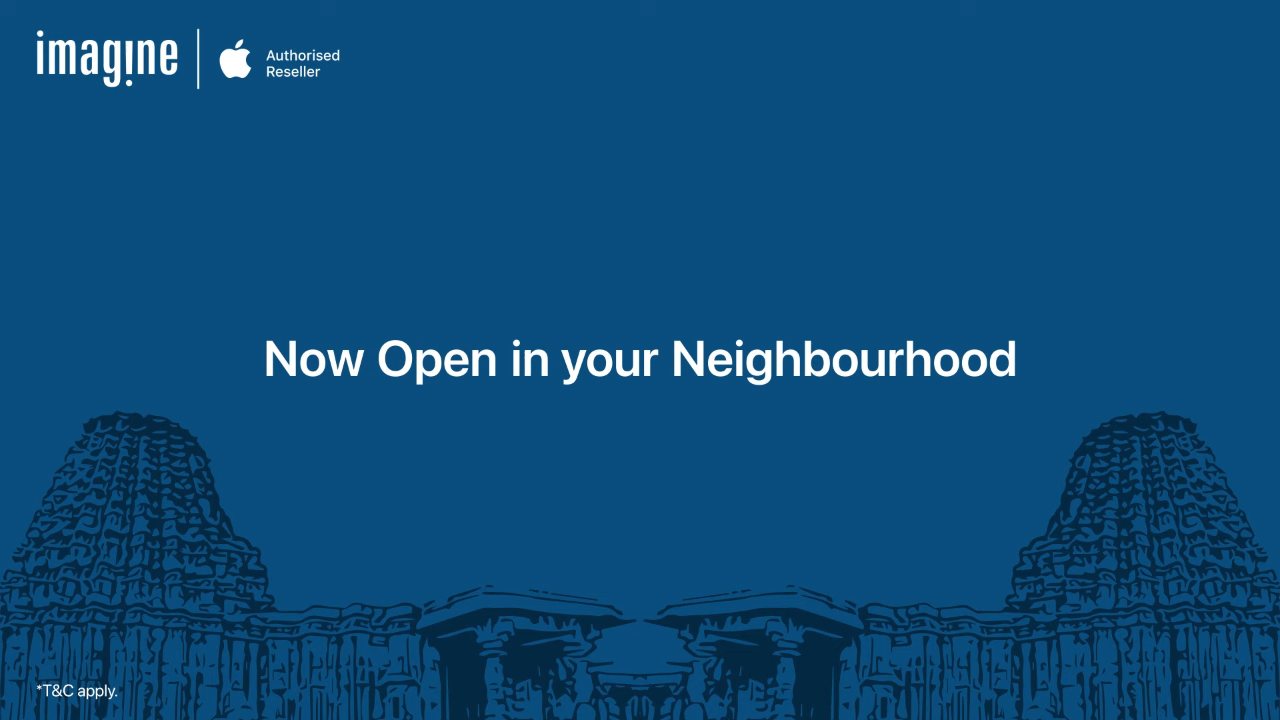 imagine
Authorised
Reseller
Now Open in your Neighbourhood
*T&C apply.